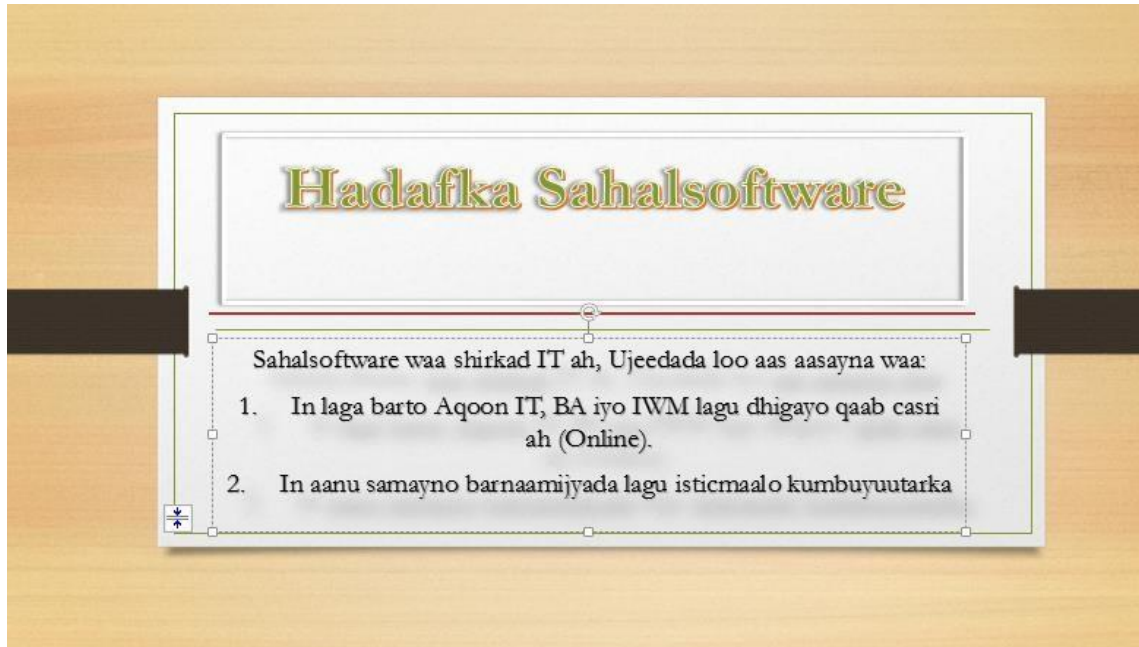 Hadafka Sahalsoftware
Sahalsoftware waa shirkad IT ah, Ujeedada loo aas aasayna waa:
1. In laga barto Aqoon IT, BA iyo IWM lagu dhigayo qaab casri
ah (Online).
2. In aanu samayno barnaamijyada lagu isticmaalo kumbuyuutarka